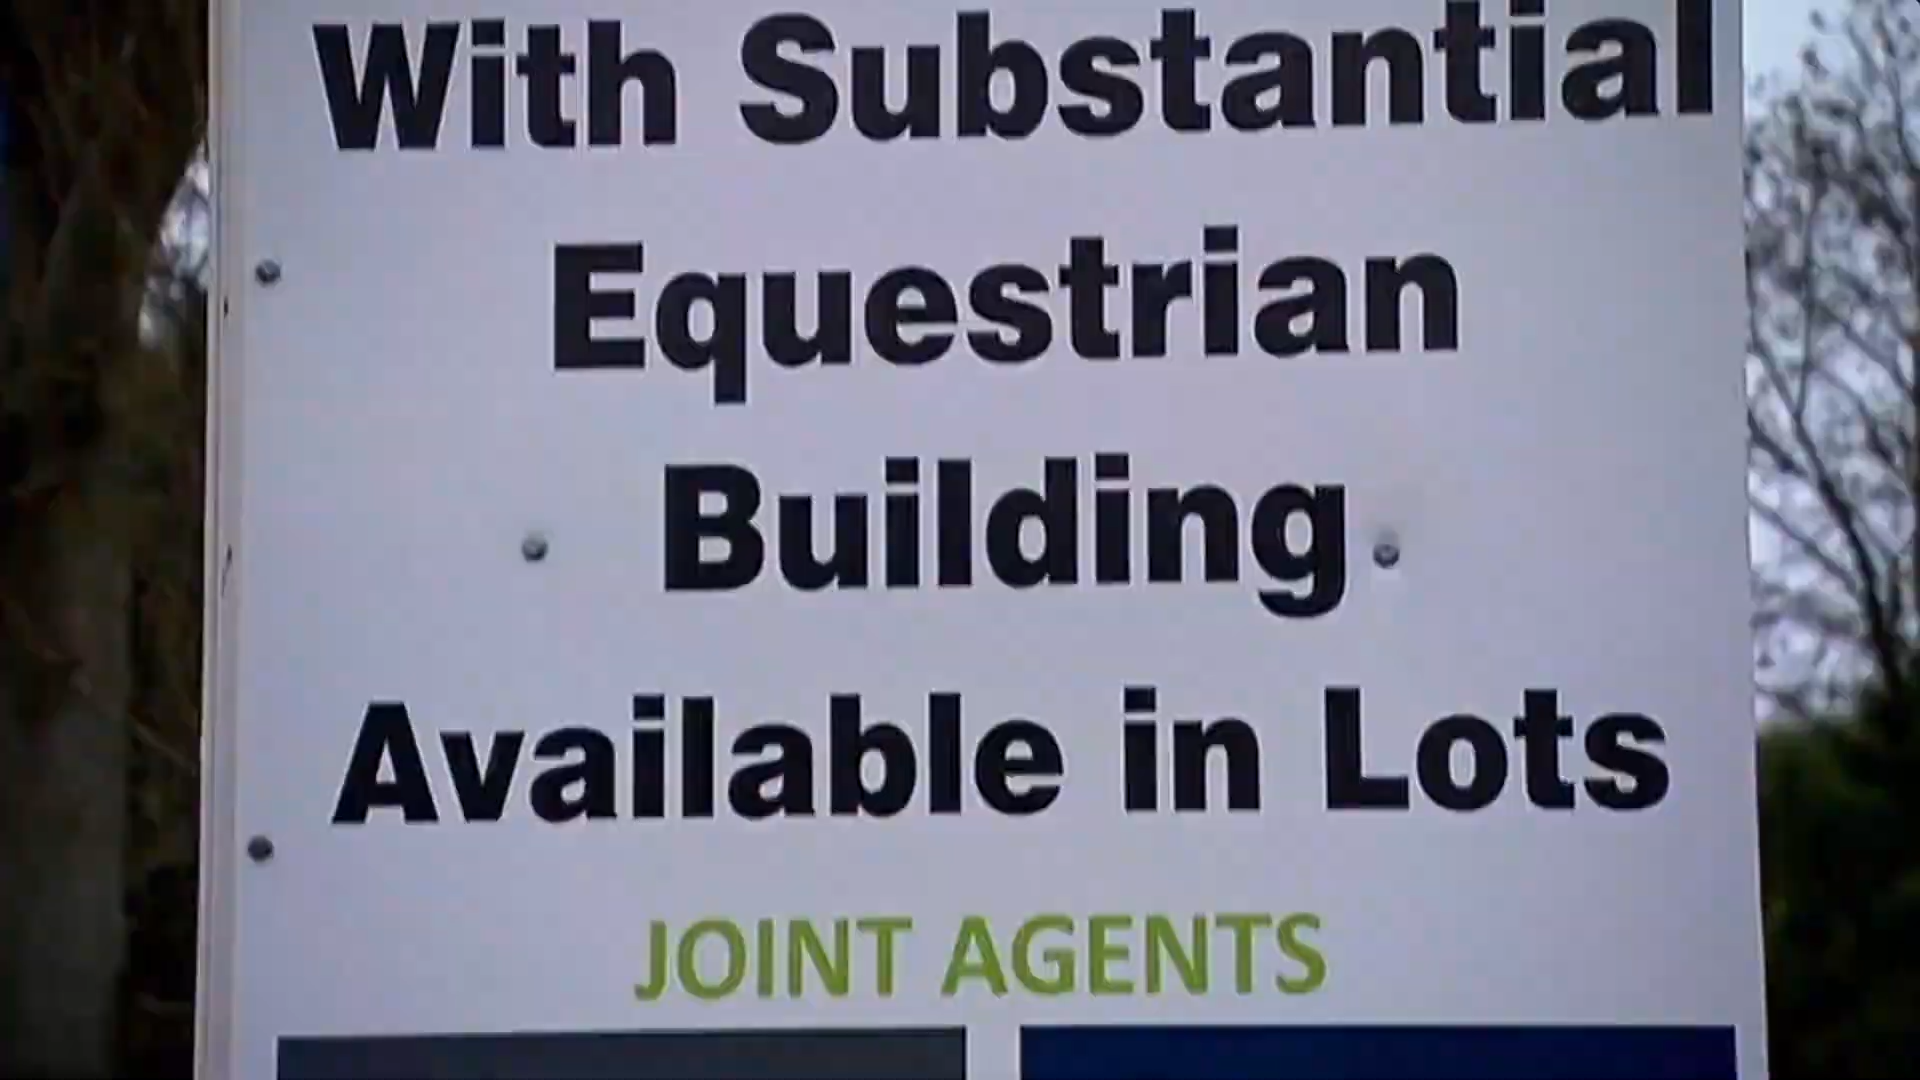 With Substantial
Equestrian
Building
Available in Lots
JOINT AGENTS